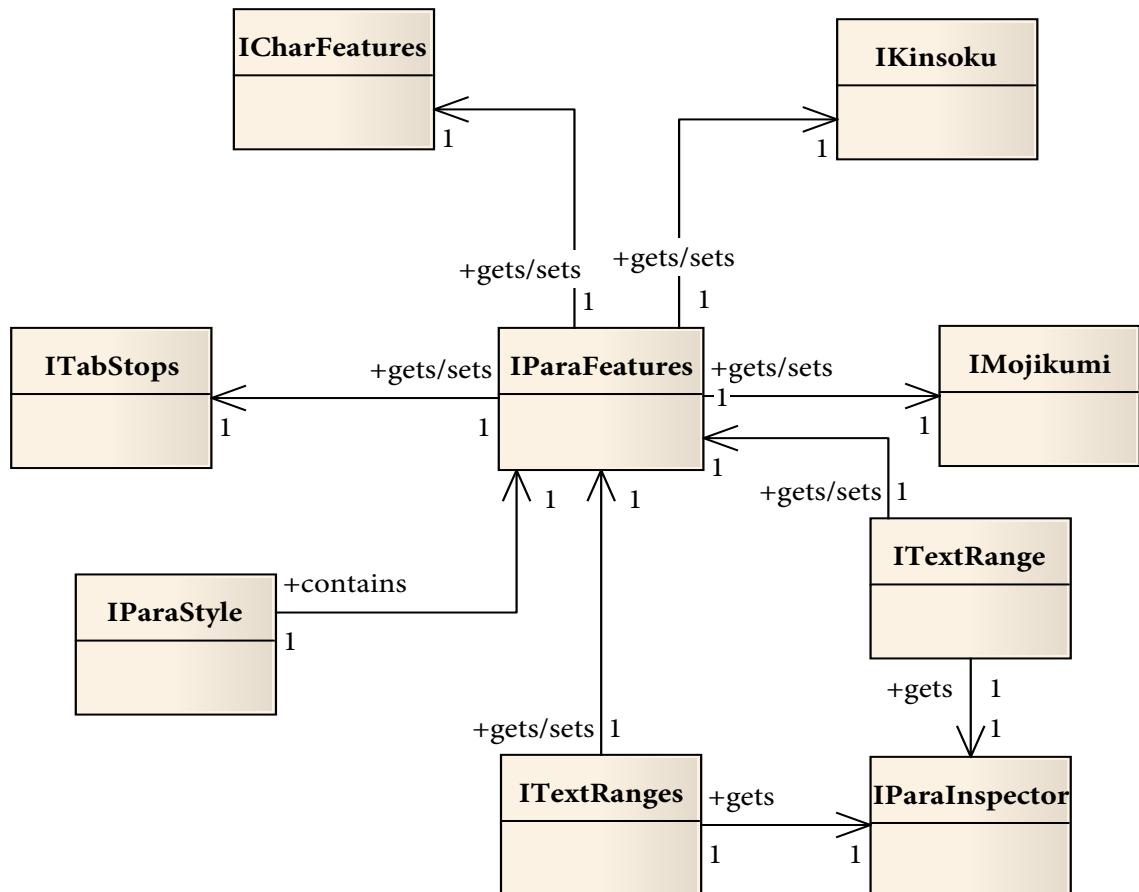 ICharFeatures
IKinsoku
1
1
+gets/sets
+gets/sets
1
1
ITabStops
+gets/sets
IParaFeatures
+gets/sets
IMojikumi
1
1
1
1
1
1
1
+gets/sets
1
ITextRange
+contains
IParaStyle
1
+gets
1
+gets/sets
1
1
ITextRanges
+gets
IParaInspector
1
1